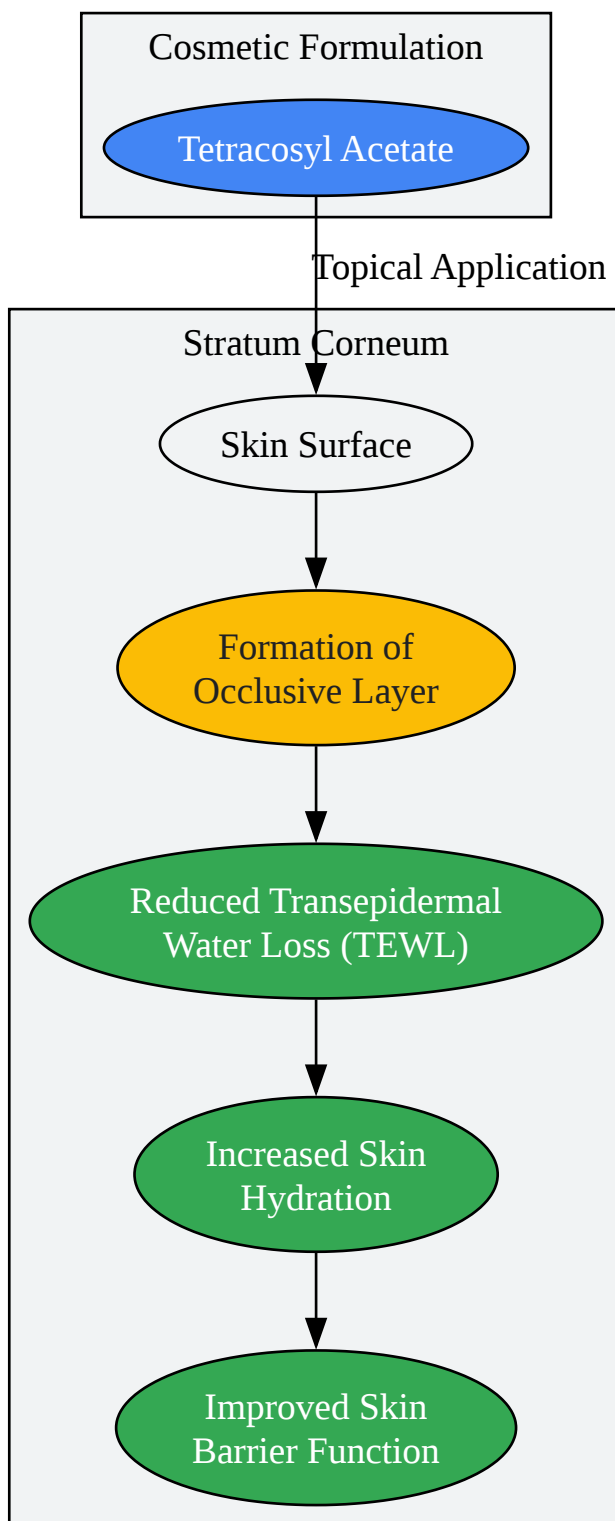 Cosmetic Formulation
Tetracosyl Acetate
Topical Application
Stratum Corneum
Skin Surface
Formation of
Occlusive Layer
Reduced Transepidermal
Water Loss (TEWL)
Increased Skin
Hydration
Improved Skin
Barrier Function